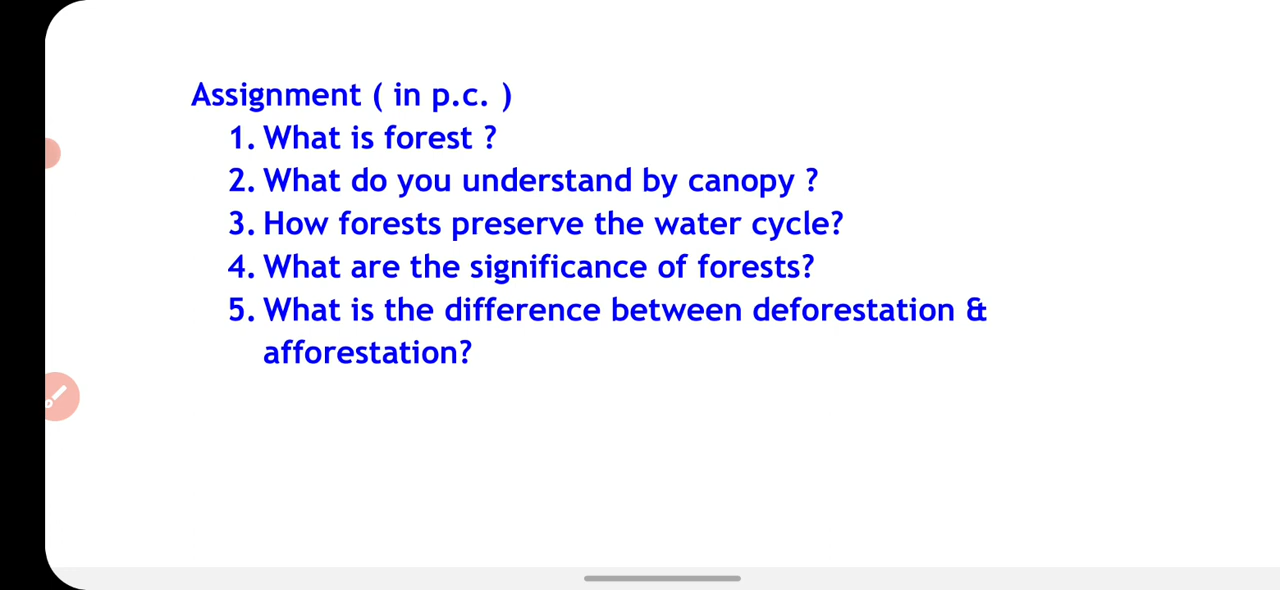 Assignment ( in p.c. )
1. What is forest ?
2. What do you understand by canopy ?
3. How forests preserve the water cycle?
4. What are the significance of forests?
5. What is the difference between deforestation &
afforestation?